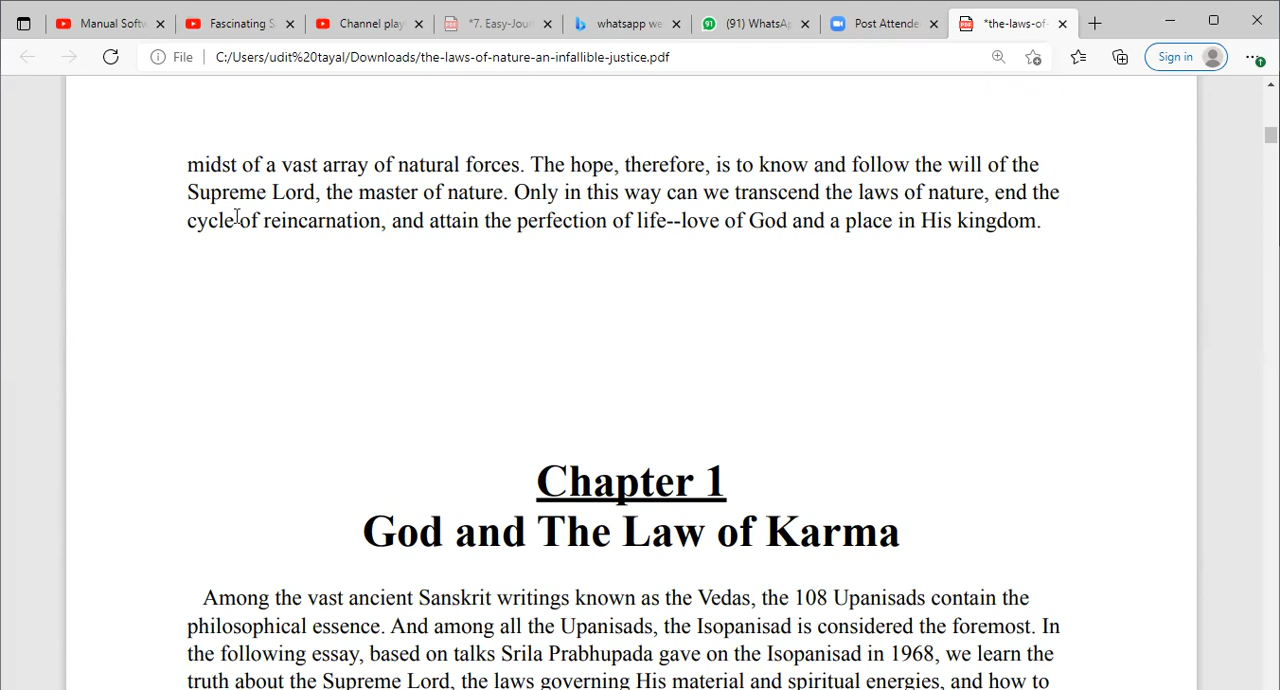 Manual Softw
Fascinating S
Channel play
*7. Easy-Jour
whatsapp we
(91) WhatsAp
Post Attende
*the-laws-of-
File
C:/Users/udit%20tayal/Downloads/the-laws-of-nature-an-infallible-justice.pdf
Sign in
midst of a vast array of natural forces. The hope, therefore, is to know and follow the will of the
Supreme Lord, the master of nature. Only in this way can we transcend the laws of nature, end the
cycle of reincarnation, and attain the perfection of life--love of God and a place in His kingdom.
Chapter 1
God and The Law of Karma
Among the vast ancient Sanskrit writings known as the Vedas, the 108 Upanisads contain the
philosophical essence. And among all the Upanisads, the Isopanisad is considered the foremost. In
the following essay, based on talks Srila Prabhupada gave on the Isopanisad in 1968, we learn the
truth about the Supreme Lord, the laws governing His material and spiritual energies, and how to